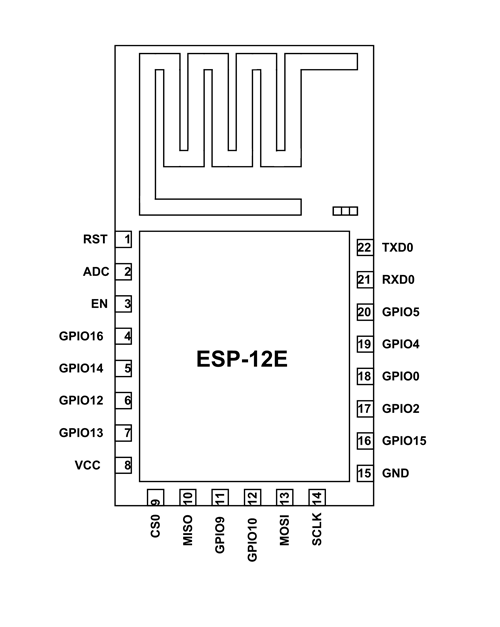 RST 1
ADC 2
EN 3
GPIO16 4
GPIO14 5
GPIO12 6
GPIO13 7
VCC 8
ESP-12E
22 TXD0
21 RXD0
20 GPIO5
19 GPIO4
18 GPIO0
17 GPIO2
16 GPIO15
15 GND
9 CS0
10 MISO
11 GPIO9
12 GPIO10
13 MOSI
14 SCLK